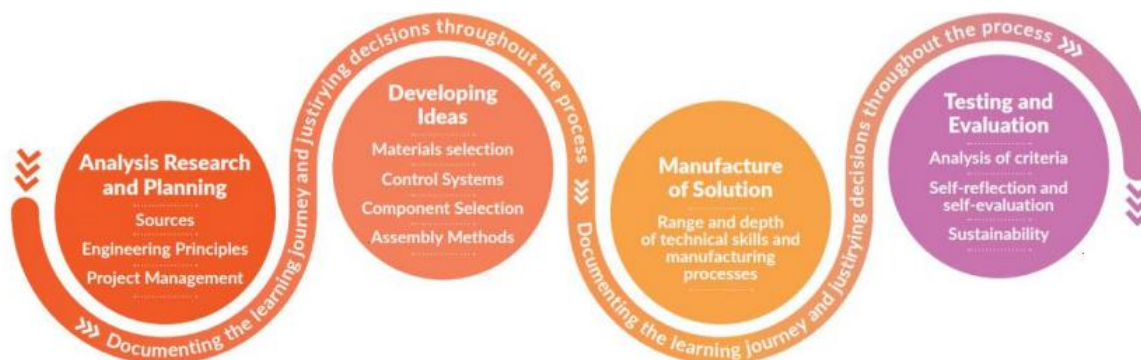 Analysis Research
and Planning
Sources
Engineering Principles
Project Management
Documenting the learning journey and justirying decisions throughout the process
Developing
Ideas
Materials selection
Control Systems
Component Selection
Assembly Methods
Manufacture
of Solution
Range and depth
of technical skills and
manufacturing
processes
Documenting the learning journey and justirying decisions throughout the process
Testing and
Evaluation
Analysis of criteria
Self-reflection and
self-evaluation
Sustainability